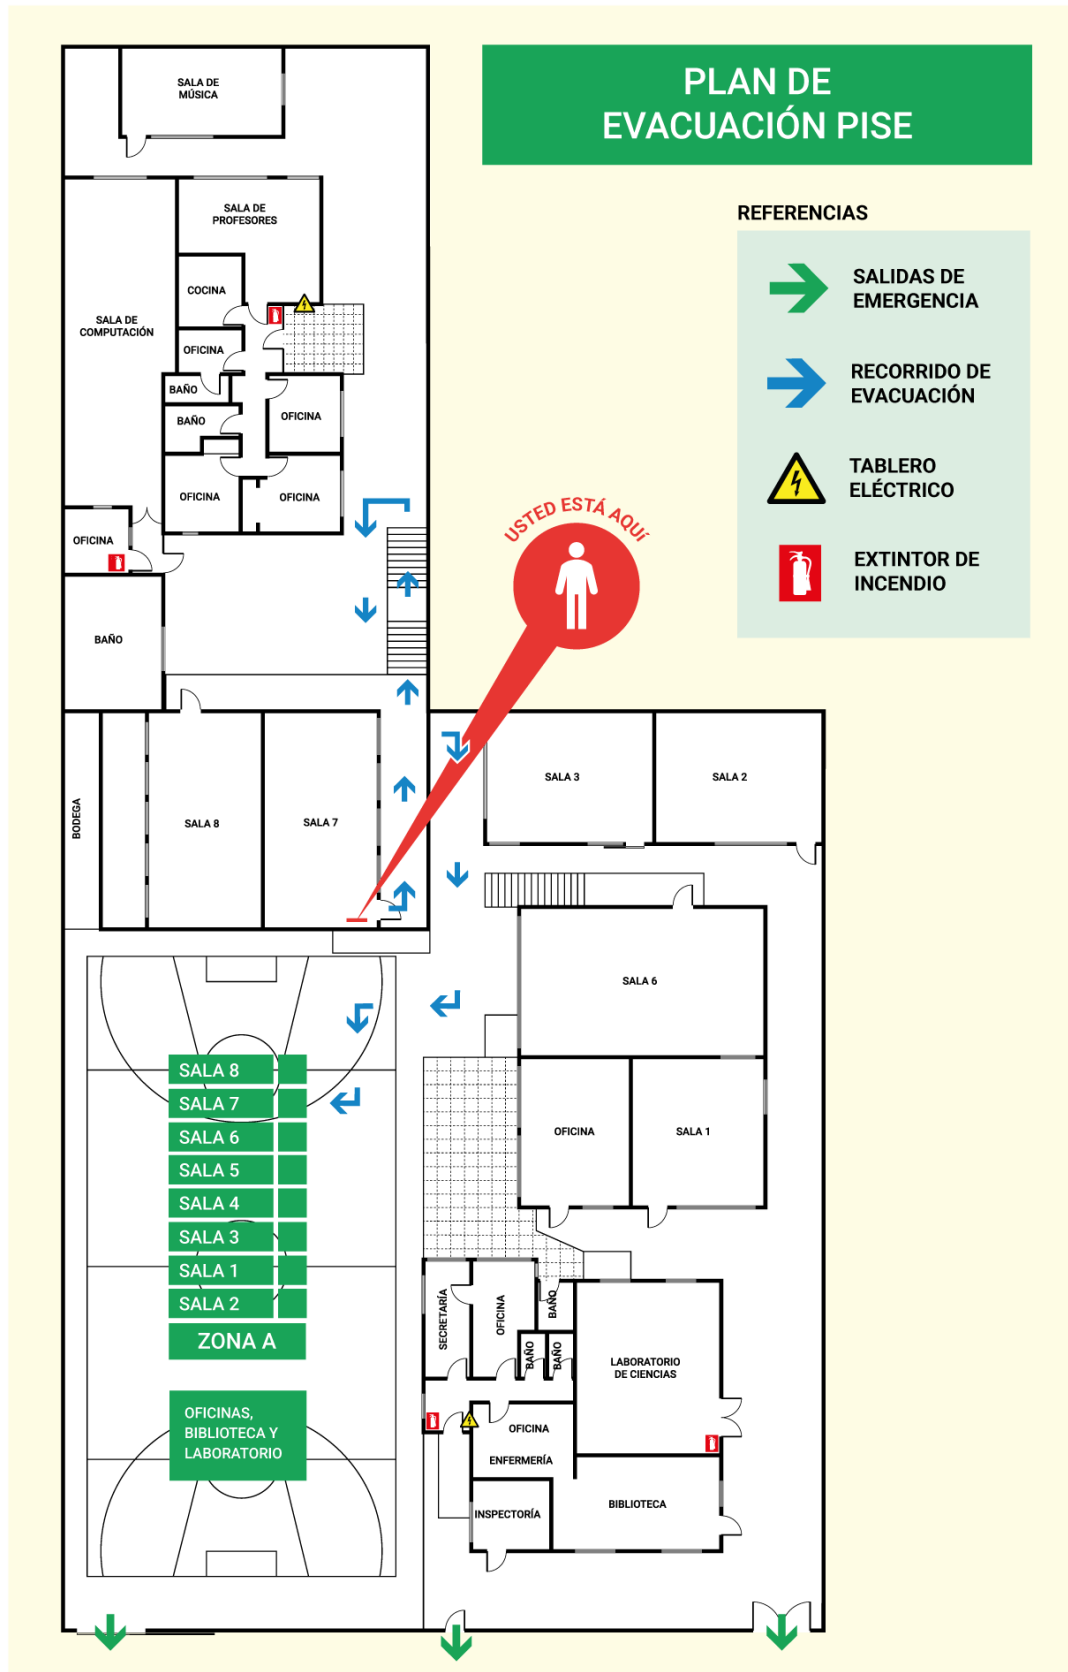 PLAN DE
EVACUACIÓN PISE
REFERENCIAS
SALIDAS DE
EMERGENCIA
RECORRIDO DE
EVACUACIÓN
TABLERO
ELÉCTRICO
EXTINTOR DE
INCENDIO
SALA DE
MÚSICA
SALA DE
PROFESORES
COCINA
SALA DE
COMPUTACIÓN
OFICINA
BAÑO
BAÑO
OFICINA
OFICINA
OFICINA
OFICINA
BAÑO
USTED ESTÁ AQUÍ
BODEGA
SALA 8
SALA 7
SALA 3
SALA 2
SALA 6
OFICINA
SALA 1
SALA 8
SALA 7
SALA 6
SALA 5
SALA 4
SALA 3
SALA 1
SALA 2
ZONA A
OFICINAS,
BIBLIOTECA Y
LABORATORIO
SECRETARÍA
OFICINA
BAÑO
BAÑO
BAÑO
LABORATORIO
DE CIENCIAS
OFICINA
ENFERMERÍA
INSPECTORÍA
BIBLIOTECA